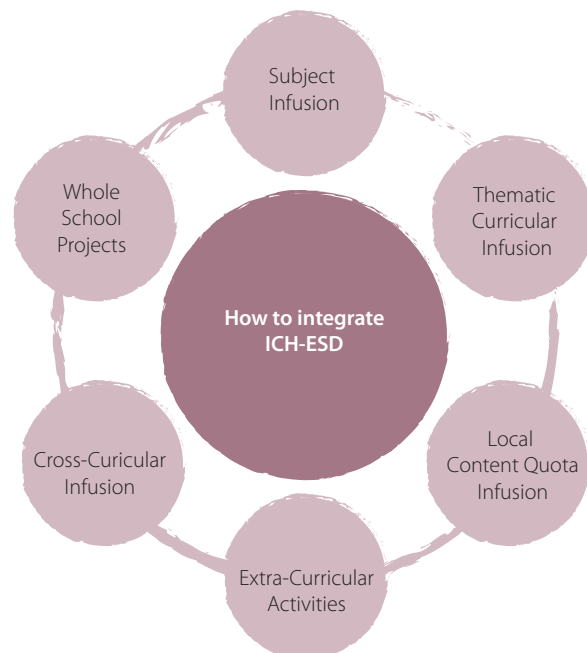 Subject
Infusion
Thematic
Curricular
Infusion
Local
Content Quota
Infusion
Extra-Curricular
Activities
Cross-Curicular
Infusion
Whole
School
Projects
How to integrate
ICH-ESD